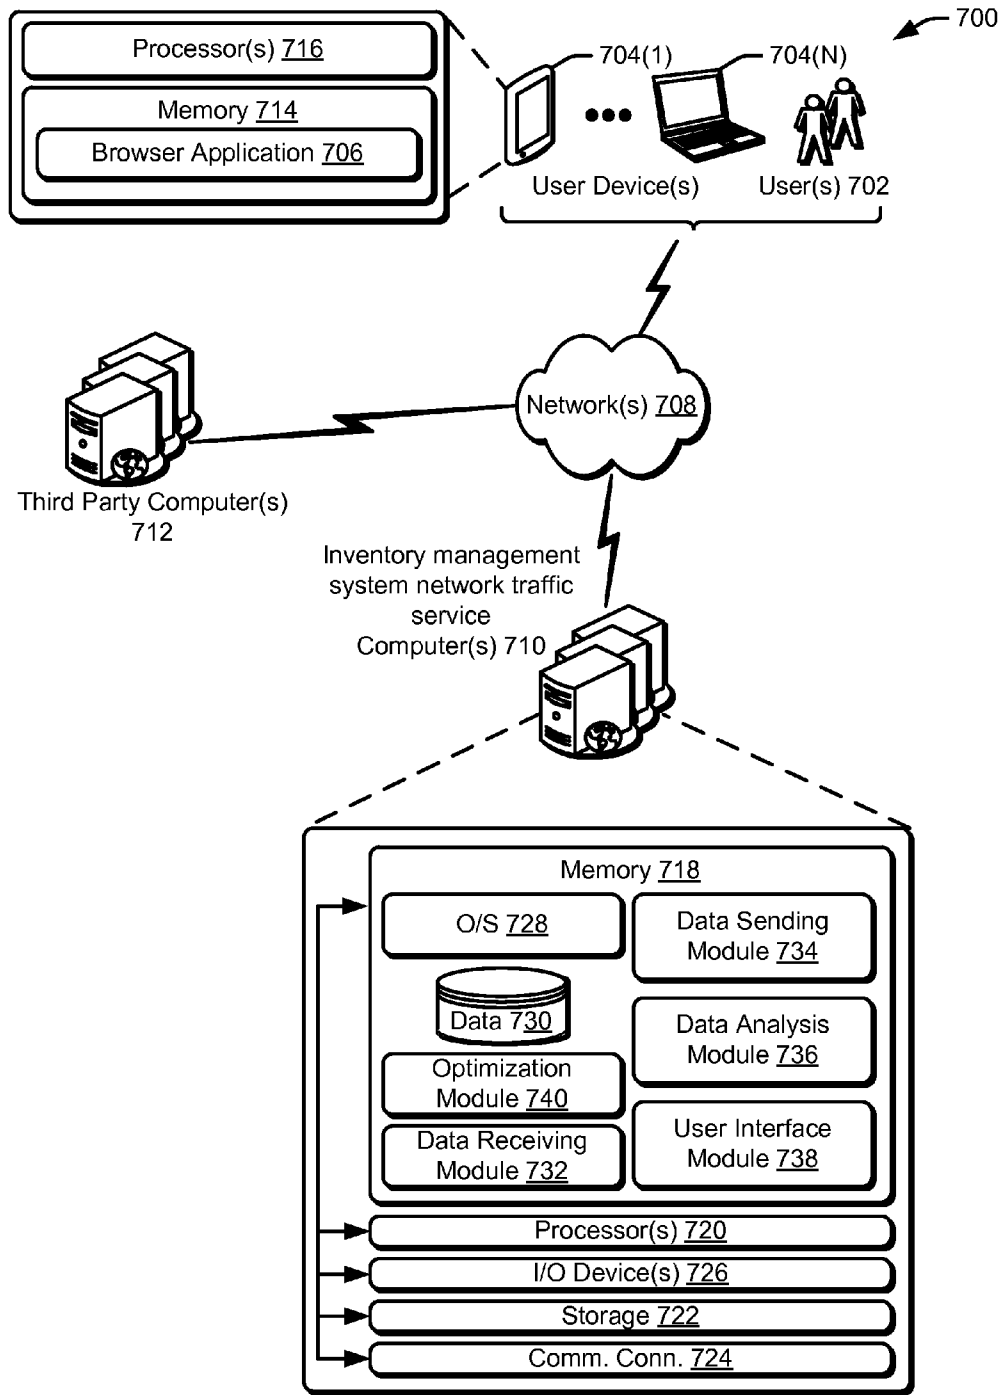 700
Processor(s) 716
Memory 714
Browser Application 706
704(1)
704(N)
User Device(s)
User(s) 702
Network(s) 708
Third Party Computer(s)
712
Inventory management
system network traffic
service
Computer(s) 710
Memory 718
O/S 728
Data 730
Optimization
Module 740
Data Receiving
Module 732
Data Sending
Module 734
Data Analysis
Module 736
User Interface
Module 738
Processor(s) 720
I/O Device(s) 726
Storage 722
Comm. Conn. 724